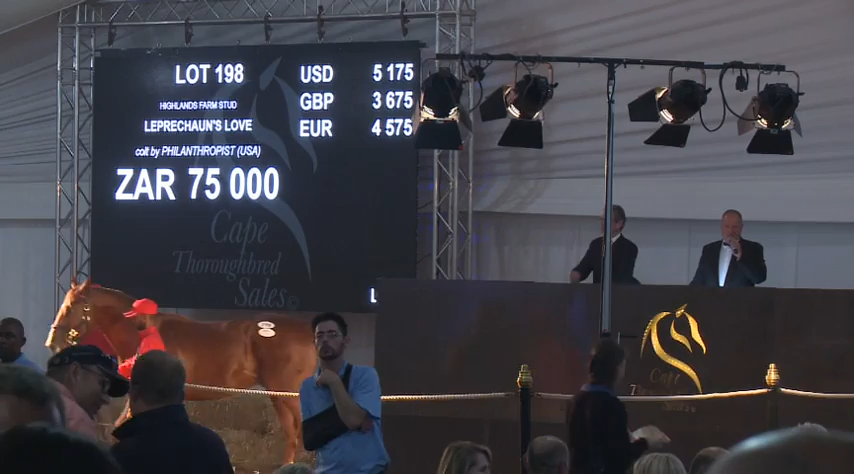 LOT 198
HIGHLANDS FARM STUD
LEPRECHAUN'S LOVE
colt by PHILANTHROPIST (USA)
ZAR 75 000
USD 5 175
GBP 3 675
EUR 4 575
Cape
Thoroughbred
Sales©
L
Cape